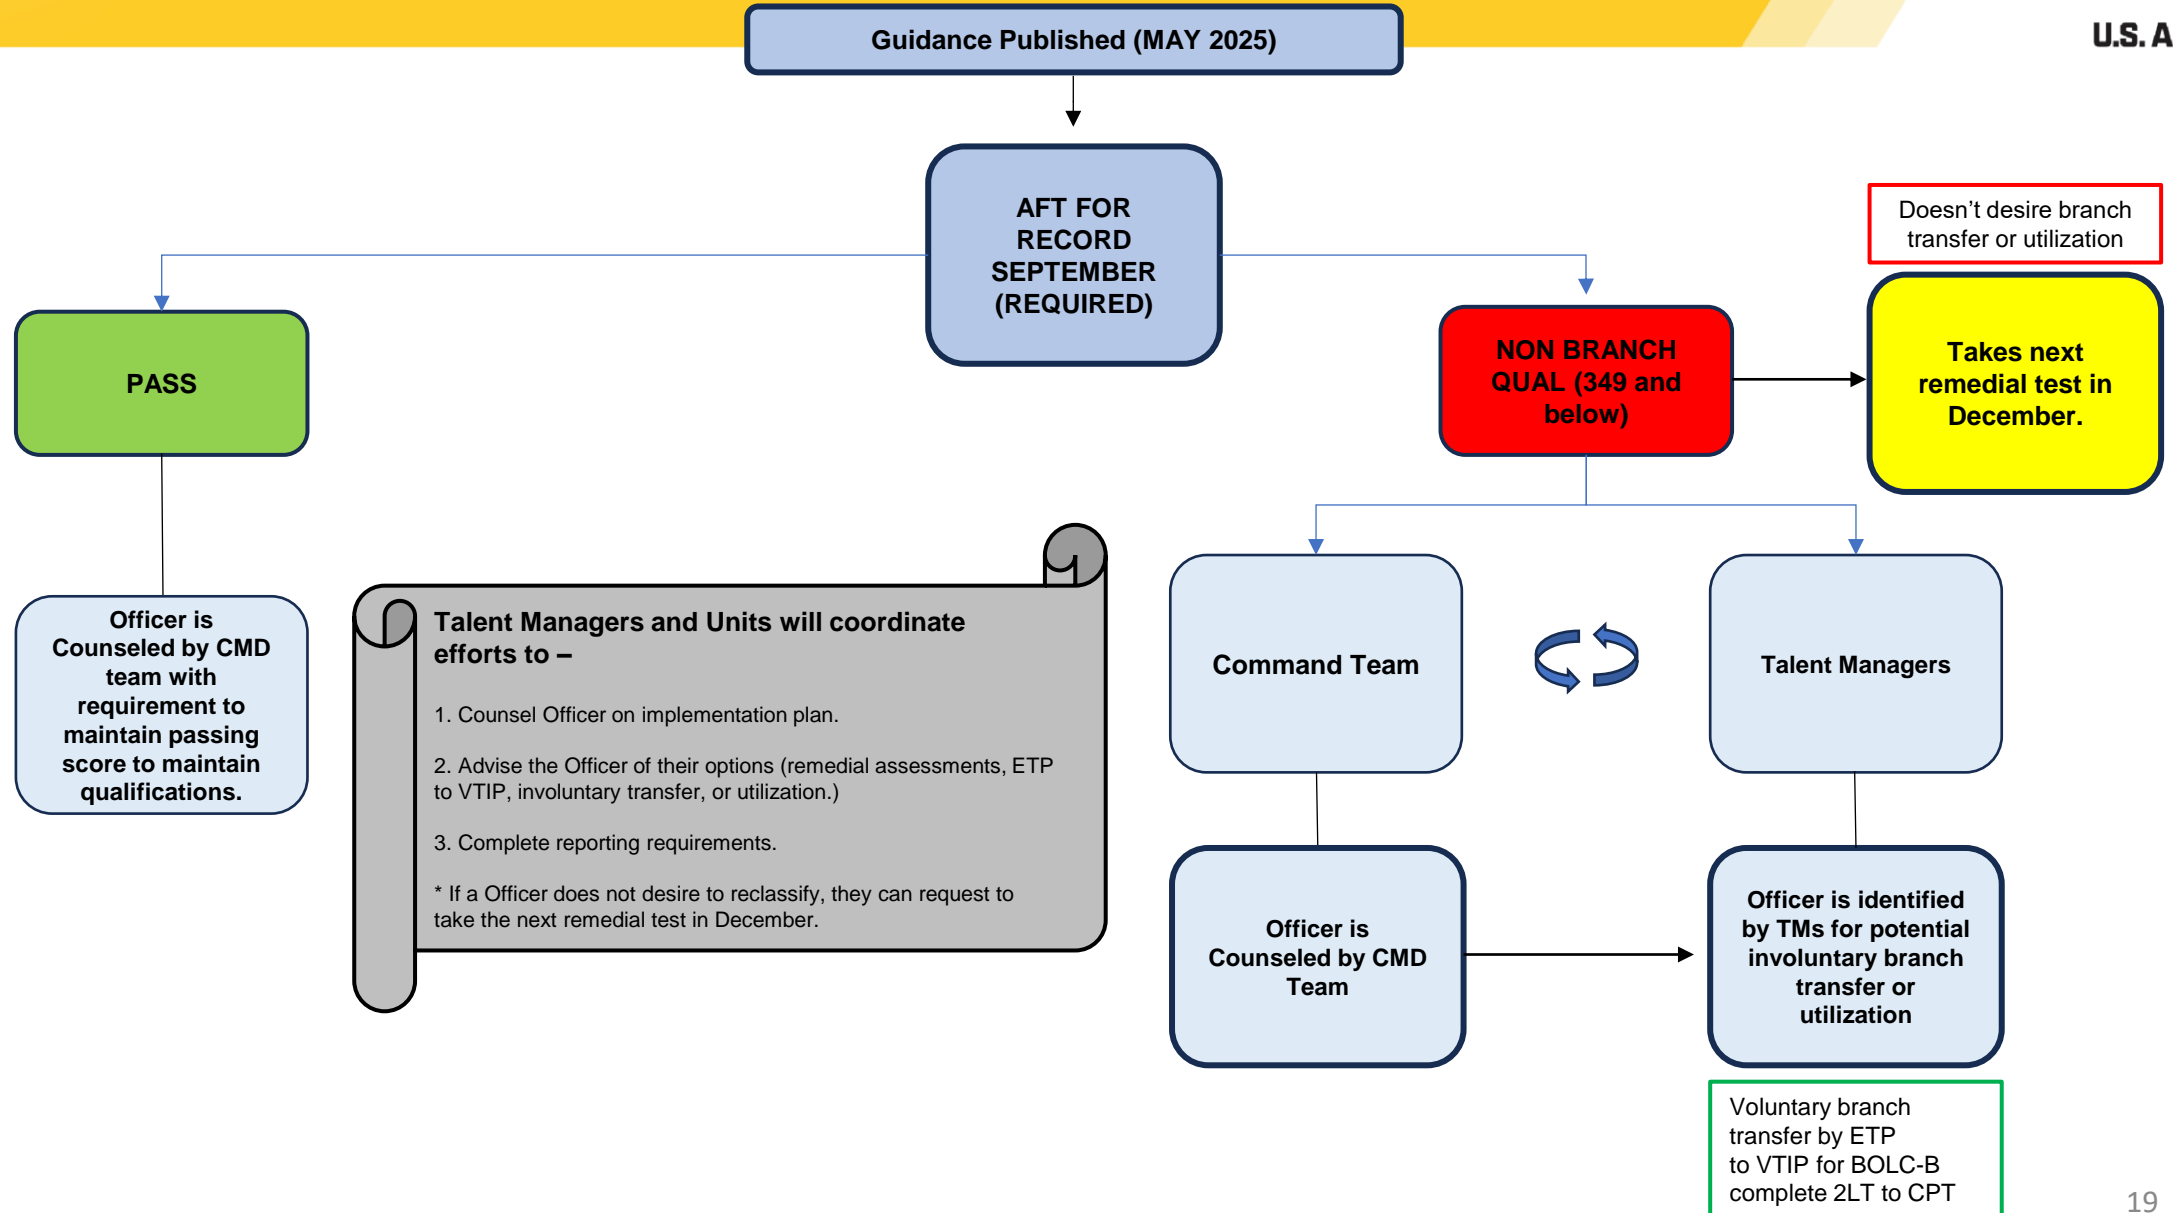 Guidance Published (MAY 2025)
U.S. A
AFT FOR
RECORD
SEPTEMBER
(REQUIRED)
Doesn’t desire branch
transfer or utilization
PASS
NON BRANCH
QUAL (349 and
below)
Takes next
remedial test in
December.
Officer is
Counseled by CMD
team with
requirement to
maintain passing
score to maintain
qualifications.
Talent Managers and Units will coordinate
efforts to –
1. Counsel Officer on implementation plan.
2. Advise the Officer of their options (remedial assessments, ETP
to VTIP, involuntary transfer, or utilization.)
3. Complete reporting requirements.
* If a Officer does not desire to reclassify, they can request to
take the next remedial test in December.
Command Team
Talent Managers
Officer is
Counseled by CMD
Team
Officer is identified
by TMs for potential
involuntary branch
transfer or
utilization
Voluntary branch
transfer by ETP
to VTIP for BOLC-B
complete 2LT to CPT
19